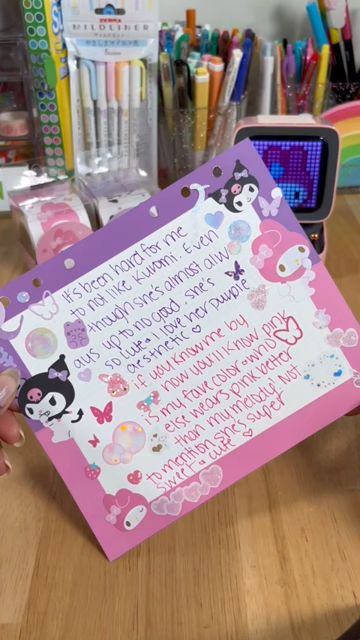 ZEBRA
MILDLINER
It's been hard for me
to not like Kuromi. Even
though she's almost alw
ays up to no good she's
so cute & I love her purple
aesthetic ♡
if you know me by
now you'll know pink
is my fave color & who
else wears pink better
than my melody? Not
to mention she's super
sweet & cute ♡